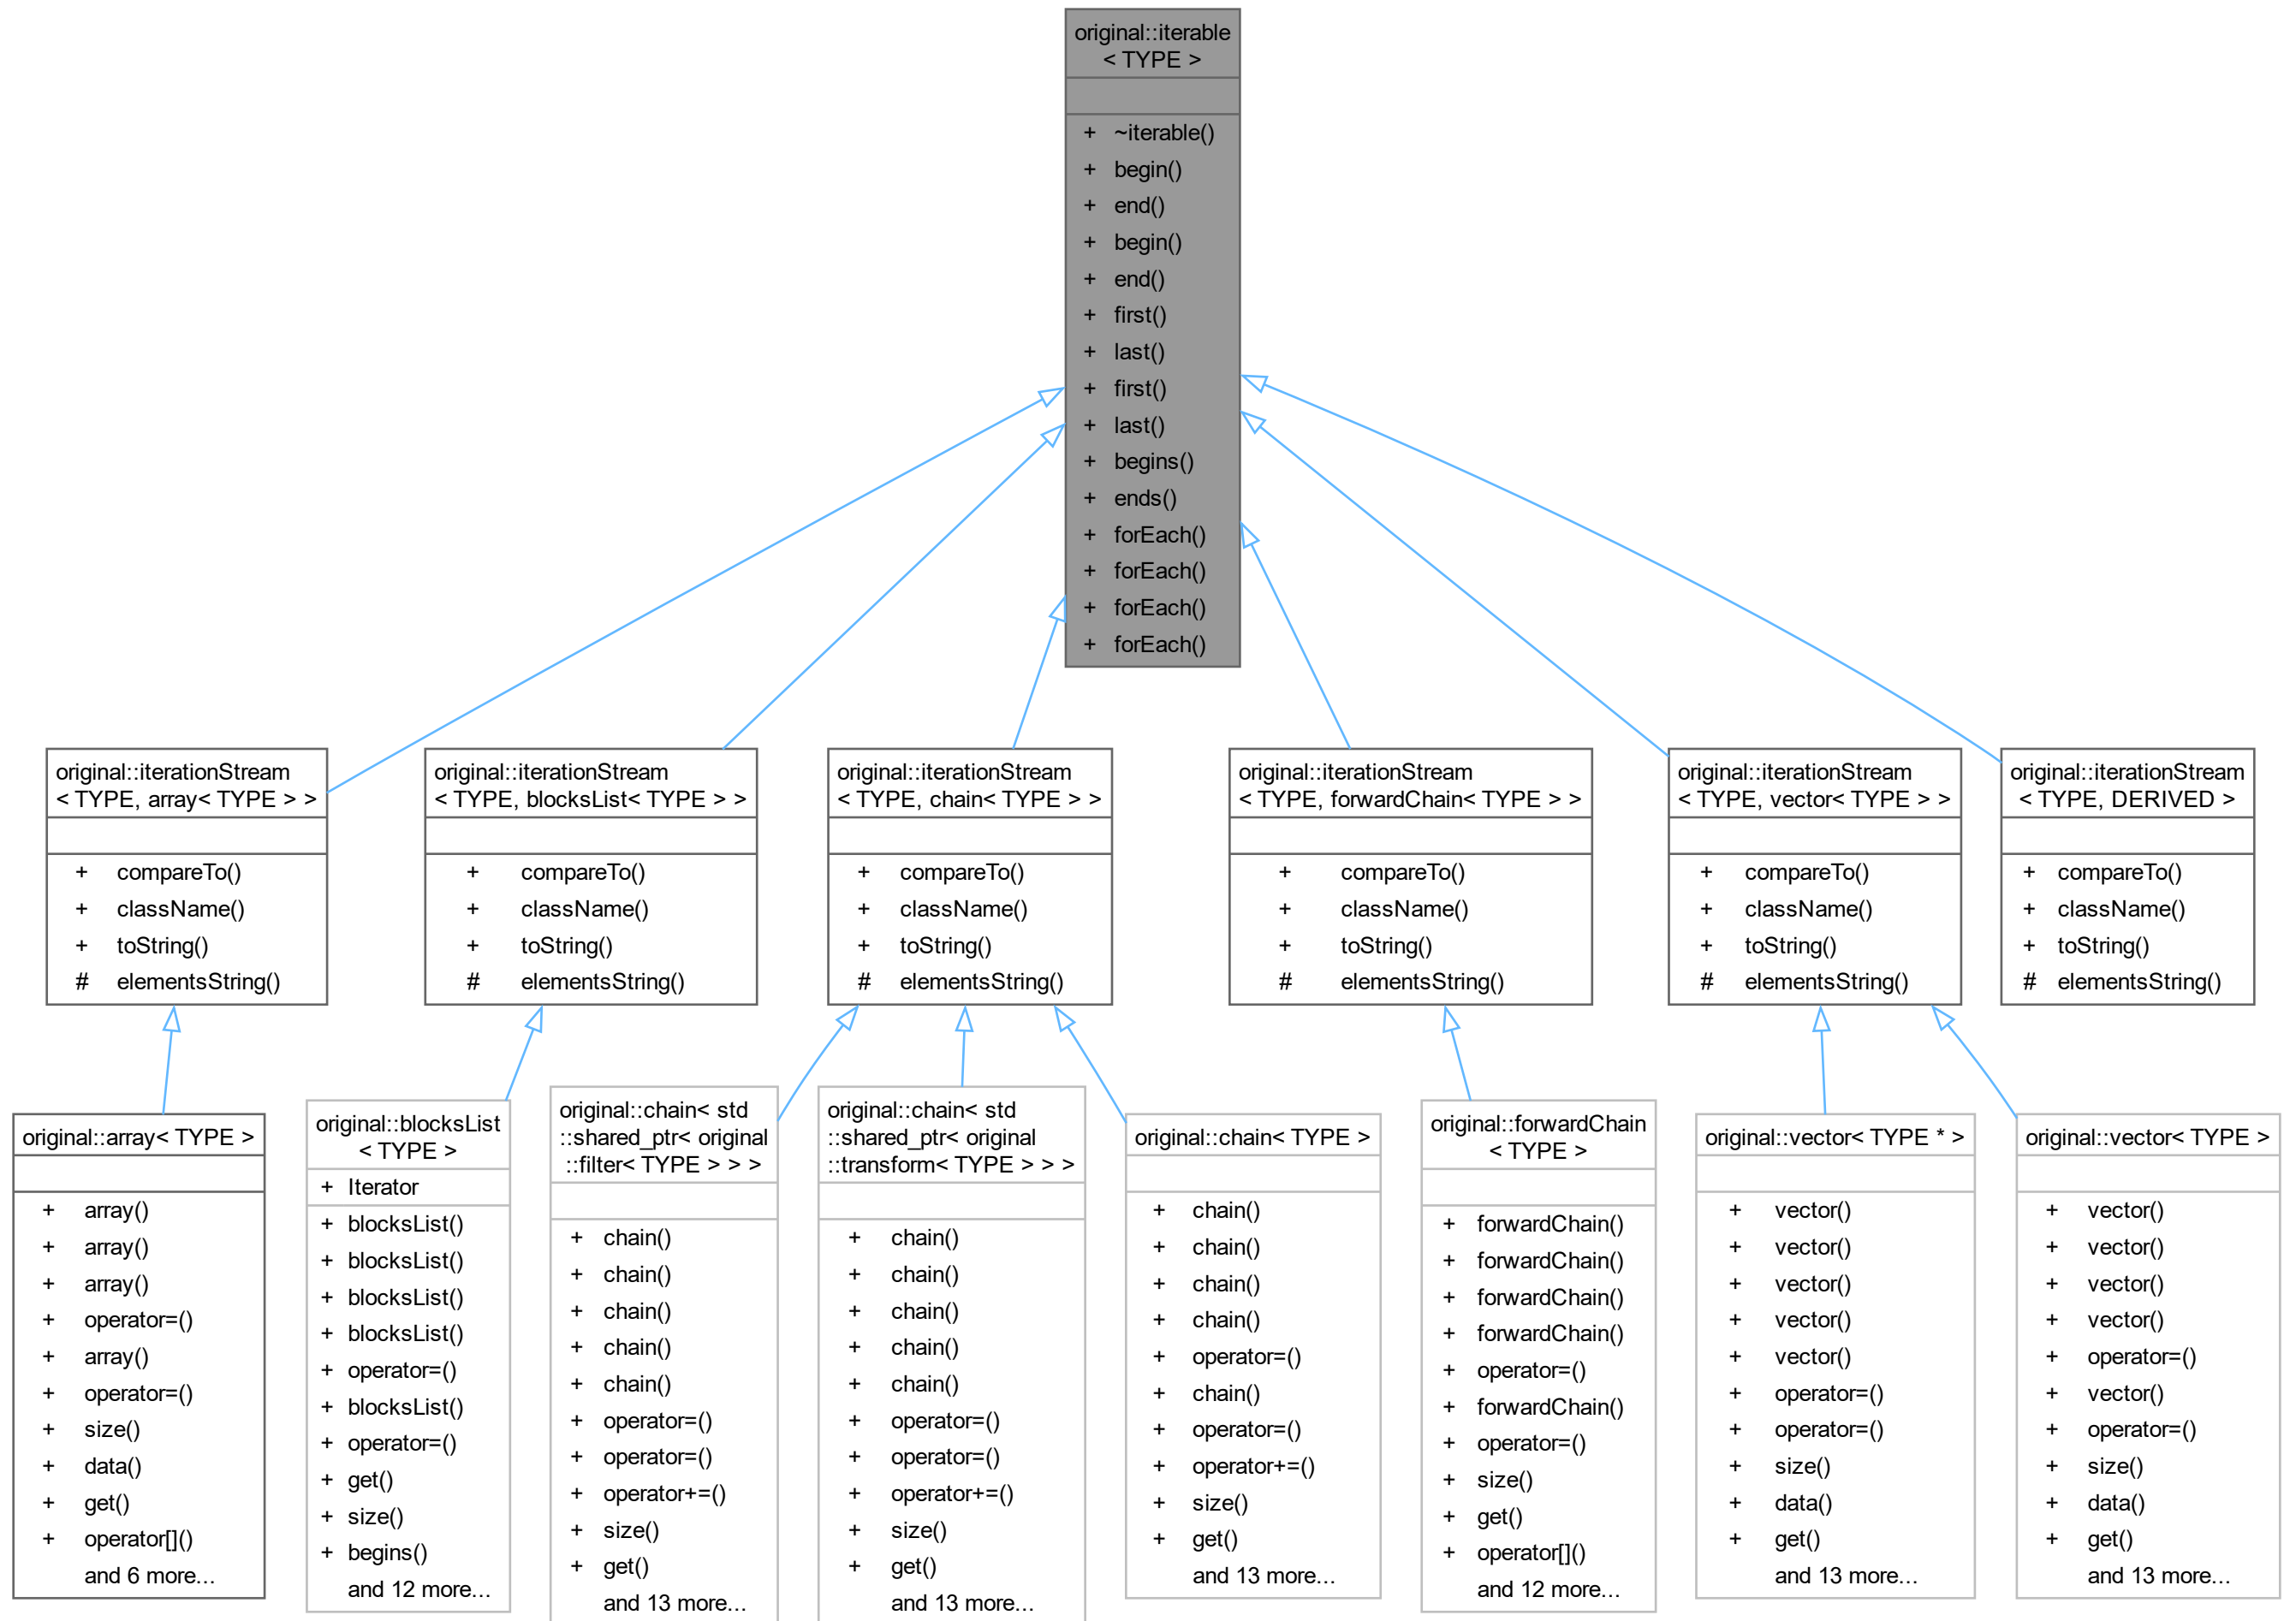 original::iterable
< TYPE >
+ ~iterable()
+ begin()
+ end()
+ begin()
+ end()
+ first()
+ last()
+ first()
+ last()
+ begins()
+ ends()
+ forEach()
+ forEach()
+ forEach()
+ forEach()
original::iterationStream
< TYPE, array< TYPE > >
+ compareTo()
+ className()
+ toString()
# elementsString()
original::iterationStream
< TYPE, blocksList< TYPE > >
+ compareTo()
+ className()
+ toString()
# elementsString()
original::iterationStream
< TYPE, chain< TYPE > >
+ compareTo()
+ className()
+ toString()
# elementsString()
original::iterationStream
< TYPE, forwardChain< TYPE > >
+ compareTo()
+ className()
+ toString()
# elementsString()
original::iterationStream
< TYPE, vector< TYPE > >
+ compareTo()
+ className()
+ toString()
# elementsString()
original::iterationStream
< TYPE, DERIVED >
+ compareTo()
+ className()
+ toString()
# elementsString()
original::array< TYPE >
+ array()
+ array()
+ array()
+ operator=()
+ array()
+ operator=()
+ size()
+ data()
+ get()
+ operator[]()
and 6 more...
original::blocksList
< TYPE >
+ Iterator
+ blocksList()
+ blocksList()
+ blocksList()
+ blocksList()
+ operator=()
+ blocksList()
+ operator=()
+ get()
+ size()
+ begins()
and 12 more...
original::chain< std
::shared_ptr< original
::filter< TYPE > > >
+ chain()
+ chain()
+ chain()
+ chain()
+ chain()
+ operator=()
+ operator=()
+ operator+=()
+ size()
+ get()
and 13 more...
original::chain< std
::shared_ptr< original
::transform< TYPE > > >
+ chain()
+ chain()
+ chain()
+ chain()
+ chain()
+ operator=()
+ operator=()
+ operator+=()
+ size()
+ get()
and 13 more...
original::chain< TYPE >
+ chain()
+ chain()
+ chain()
+ chain()
+ operator=()
+ chain()
+ operator=()
+ operator+=()
+ size()
+ get()
and 13 more...
original::forwardChain
< TYPE >
+ forwardChain()
+ forwardChain()
+ forwardChain()
+ forwardChain()
+ operator=()
+ forwardChain()
+ operator=()
+ size()
+ get()
+ operator[]()
and 12 more...
original::vector< TYPE * >
+ vector()
+ vector()
+ vector()
+ vector()
+ vector()
+ operator=()
+ operator=()
+ size()
+ data()
+ get()
and 13 more...
original::vector< TYPE >
+ vector()
+ vector()
+ vector()
+ vector()
+ operator=()
+ vector()
+ operator=()
+ size()
+ data()
+ get()
and 13 more...